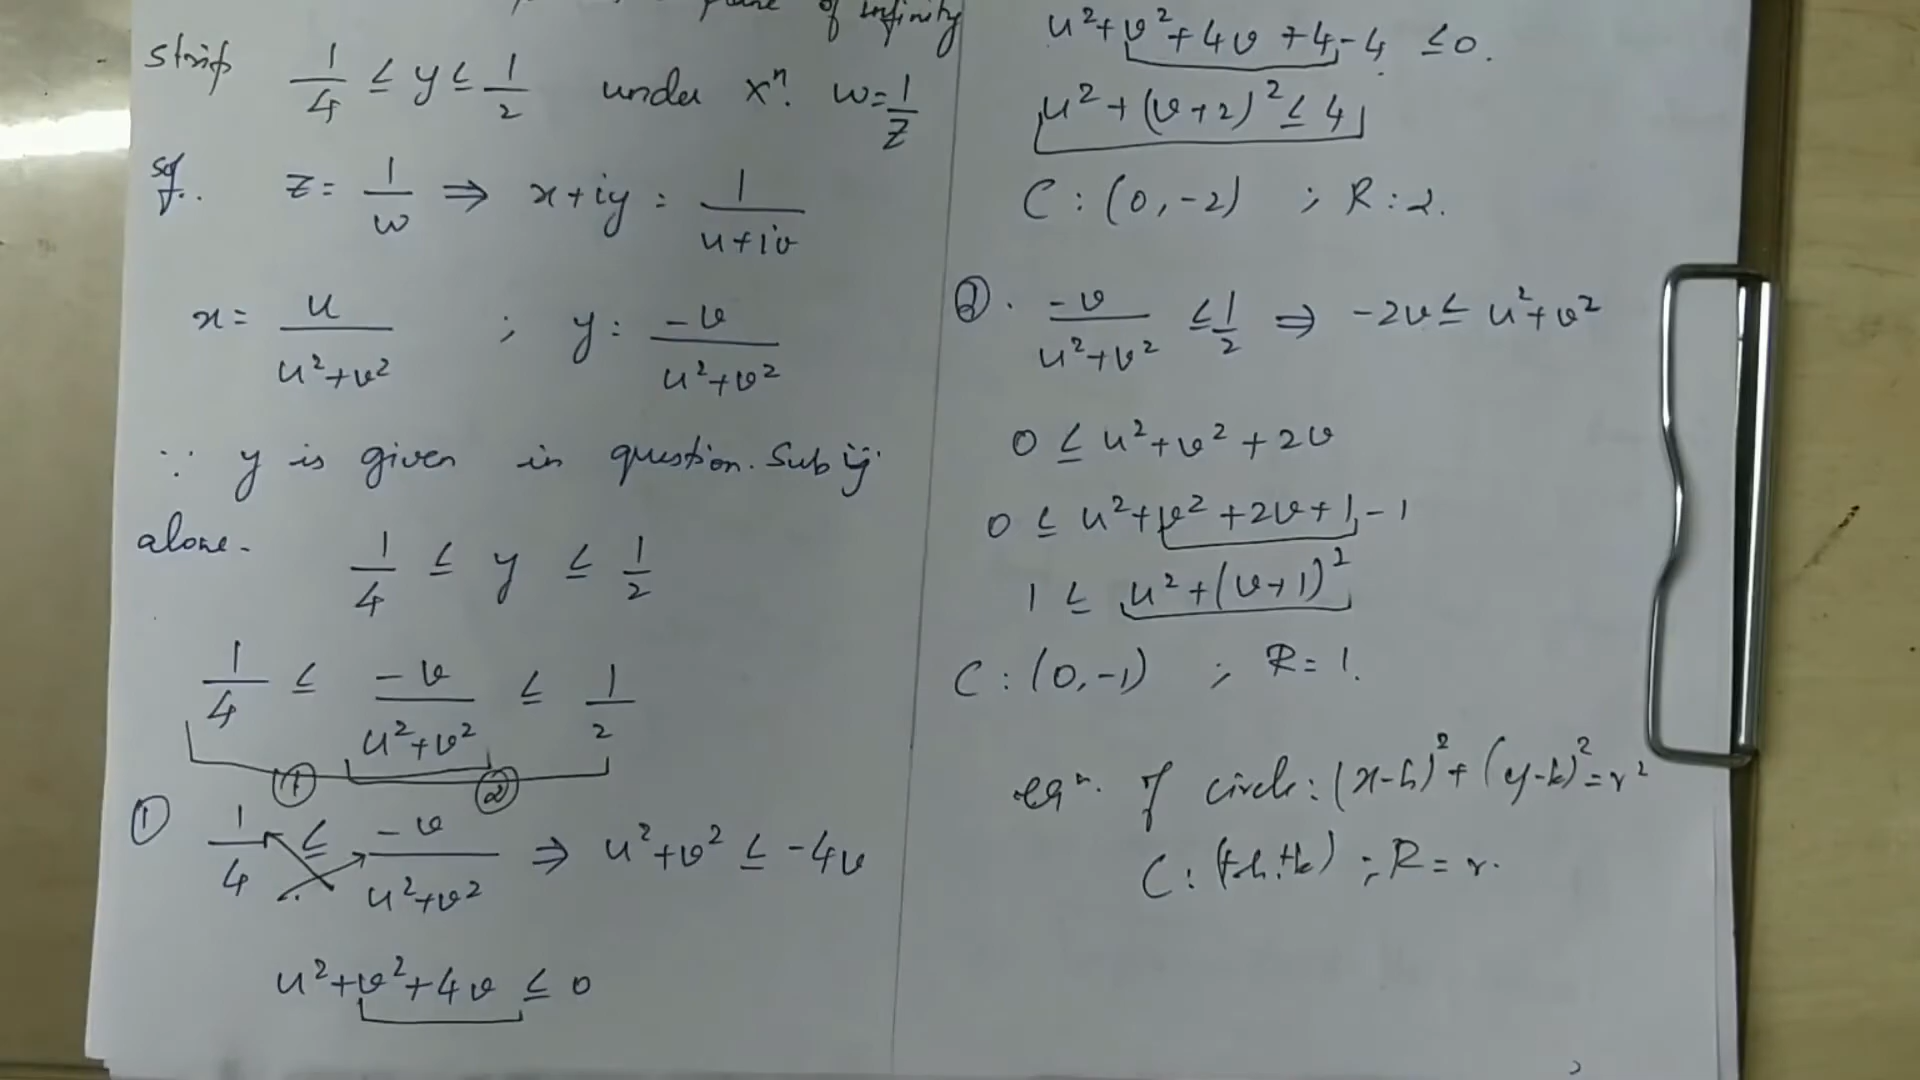 plane of infinity
strip 1/4 ≤ y ≤ 1/2 under xⁿ. w = 1/z
sol. z = 1/w ⇒ x+iy = 1/(u+iv)
x = u/(u²+v²) ; y = -v/(u²+v²)
∵ y is given in question. Sub 'y'
alone.
1/4 ≤ y ≤ 1/2
1/4 ≤ -v/(u²+v²) ≤ 1/2
① ②
① 1/4 ≤ -v/(u²+v²) ⇒ u²+v² ≤ -4v
u²+v²+4v ≤ 0
u²+v²+4v+4-4 ≤ 0.
u²+(v+2)² ≤ 4
C : (0,-2) ; R : 2.
②. -v/(u²+v²) ≤ 1/2 ⇒ -2v ≤ u²+v²
0 ≤ u²+v²+2v
0 ≤ u²+v²+2v+1-1
1 ≤ u²+(v+1)²
C : (0,-1) ; R = 1.
eqⁿ. of circle : (x-h)²+(y-k)²=r²
C : (+h,+k) ; R = r.